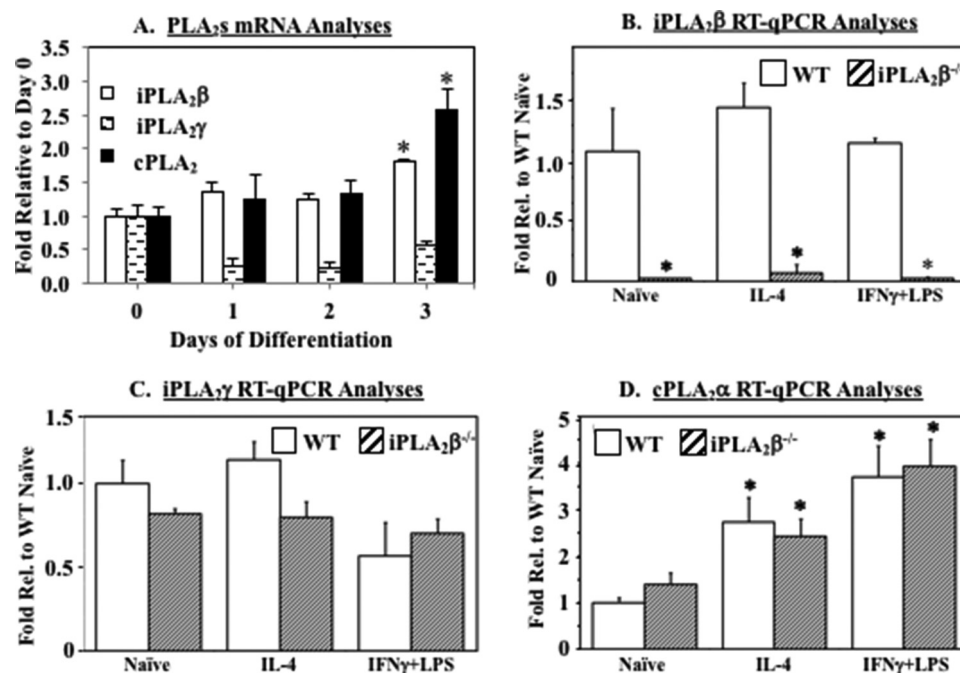 A. PLA₂s mRNA Analyses
Fold Relative to Day 0
3.5
3.0
2.5
2.0
1.5
1.0
0.5
0.0
iPLA₂β
iPLA₂γ
cPLA₂
*
*
0 1 2 3
Days of Differentiation
B. iPLA₂β RT-qPCR Analyses
Fold Rel. to WT Naïve
1.5
1.0
0.5
0
WT iPLA₂β⁻/⁻
* * *
Naïve IL-4 IFNγ+LPS
C. iPLA₂γ RT-qPCR Analyses
Fold Rel. to WT Naïve
1.5
1.0
0.5
0
WT iPLA₂β⁻/⁻
Naïve IL-4 IFNγ+LPS
D. cPLA₂α RT-qPCR Analyses
Fold Rel. to WT Naïve
5
4
3
2
1
0
WT iPLA₂β⁻/⁻
* * * *
Naïve IL-4 IFNγ+LPS